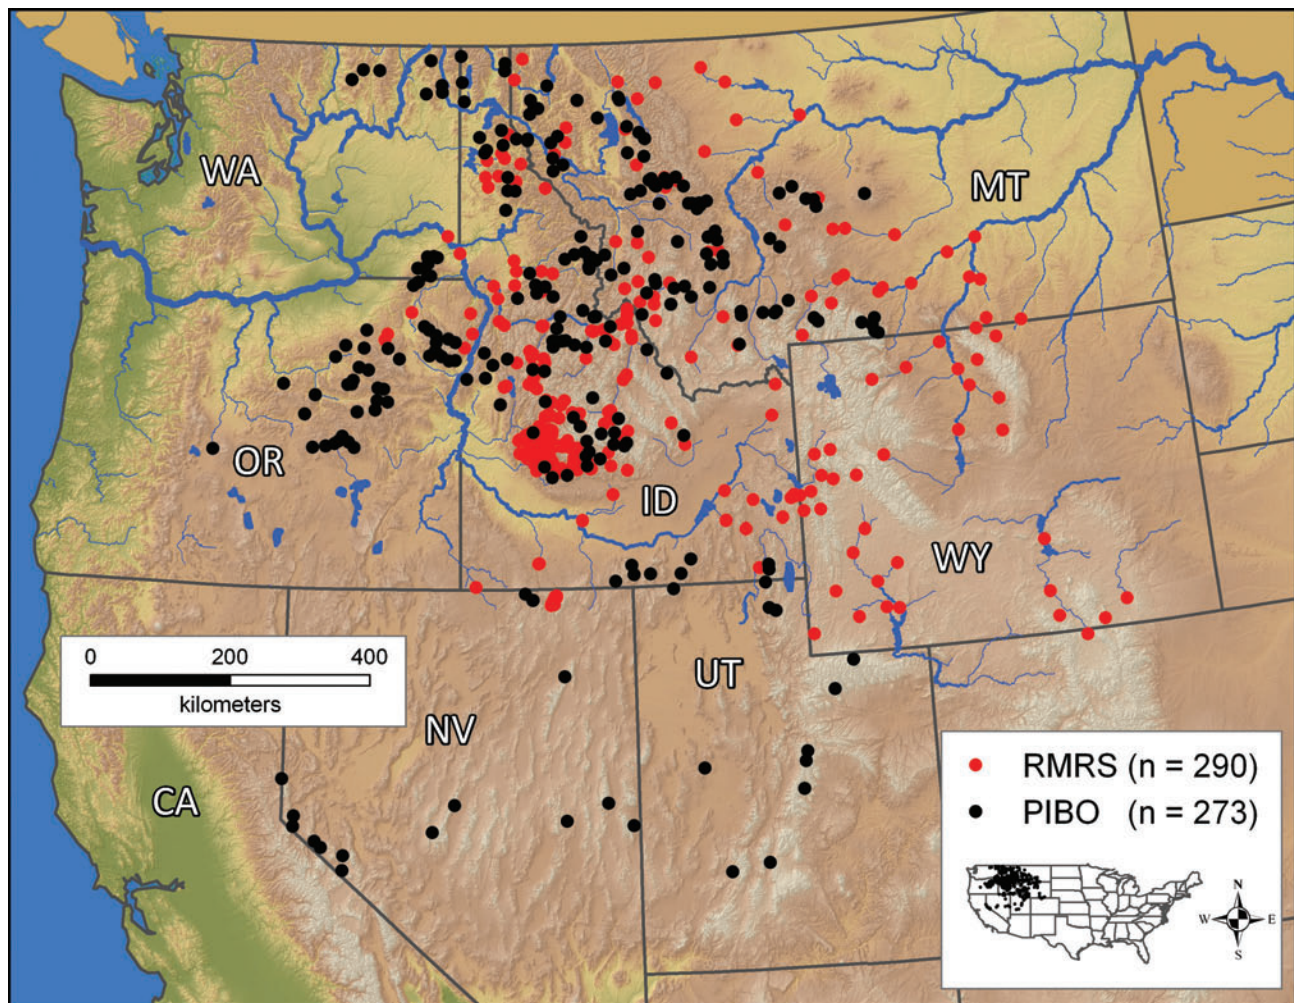 WA
MT
OR
ID
WY
0 200 400
kilometers
UT
NV
CA
RMRS (n = 290)
PIBO (n = 273)
N
W E
S